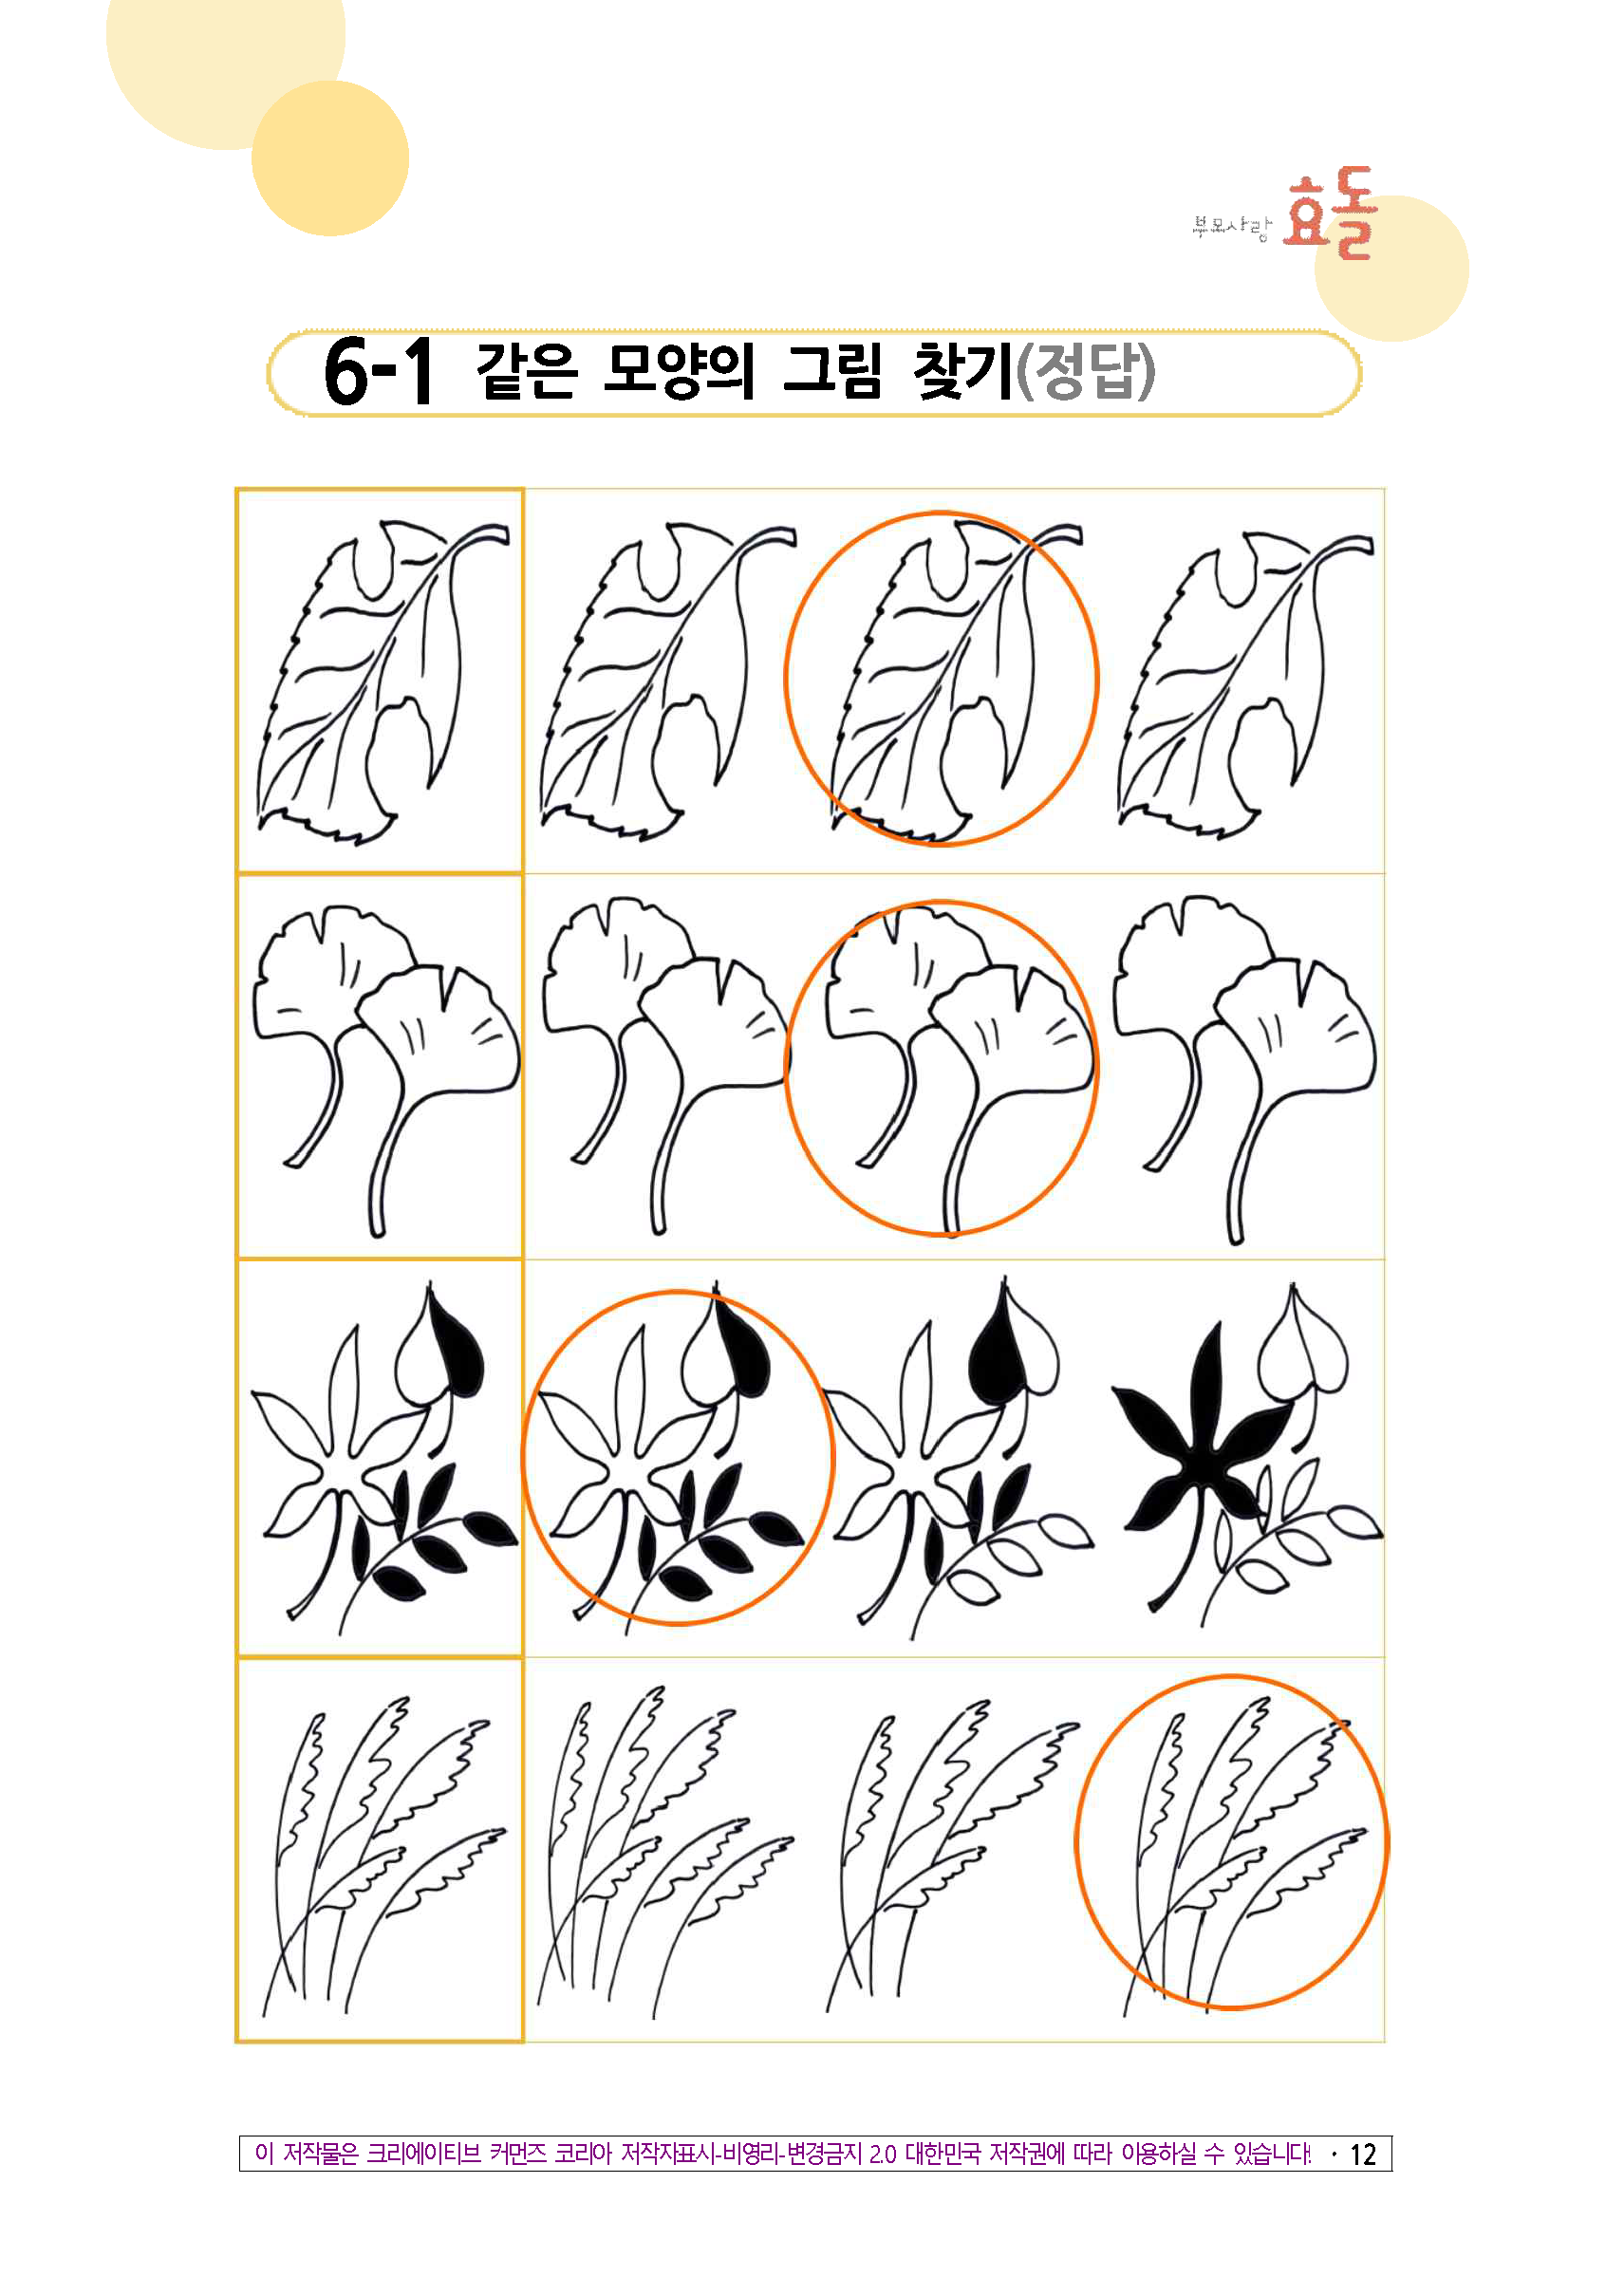 부모사랑 효돌
6-1 같은 모양의 그림 찾기(정답)
이 저작물은 크리에이티브 커먼즈 코리아 저작자표시-비영리-변경금지 2.0 대한민국 저작권에 따라 이용하실 수 있습니다! · 12